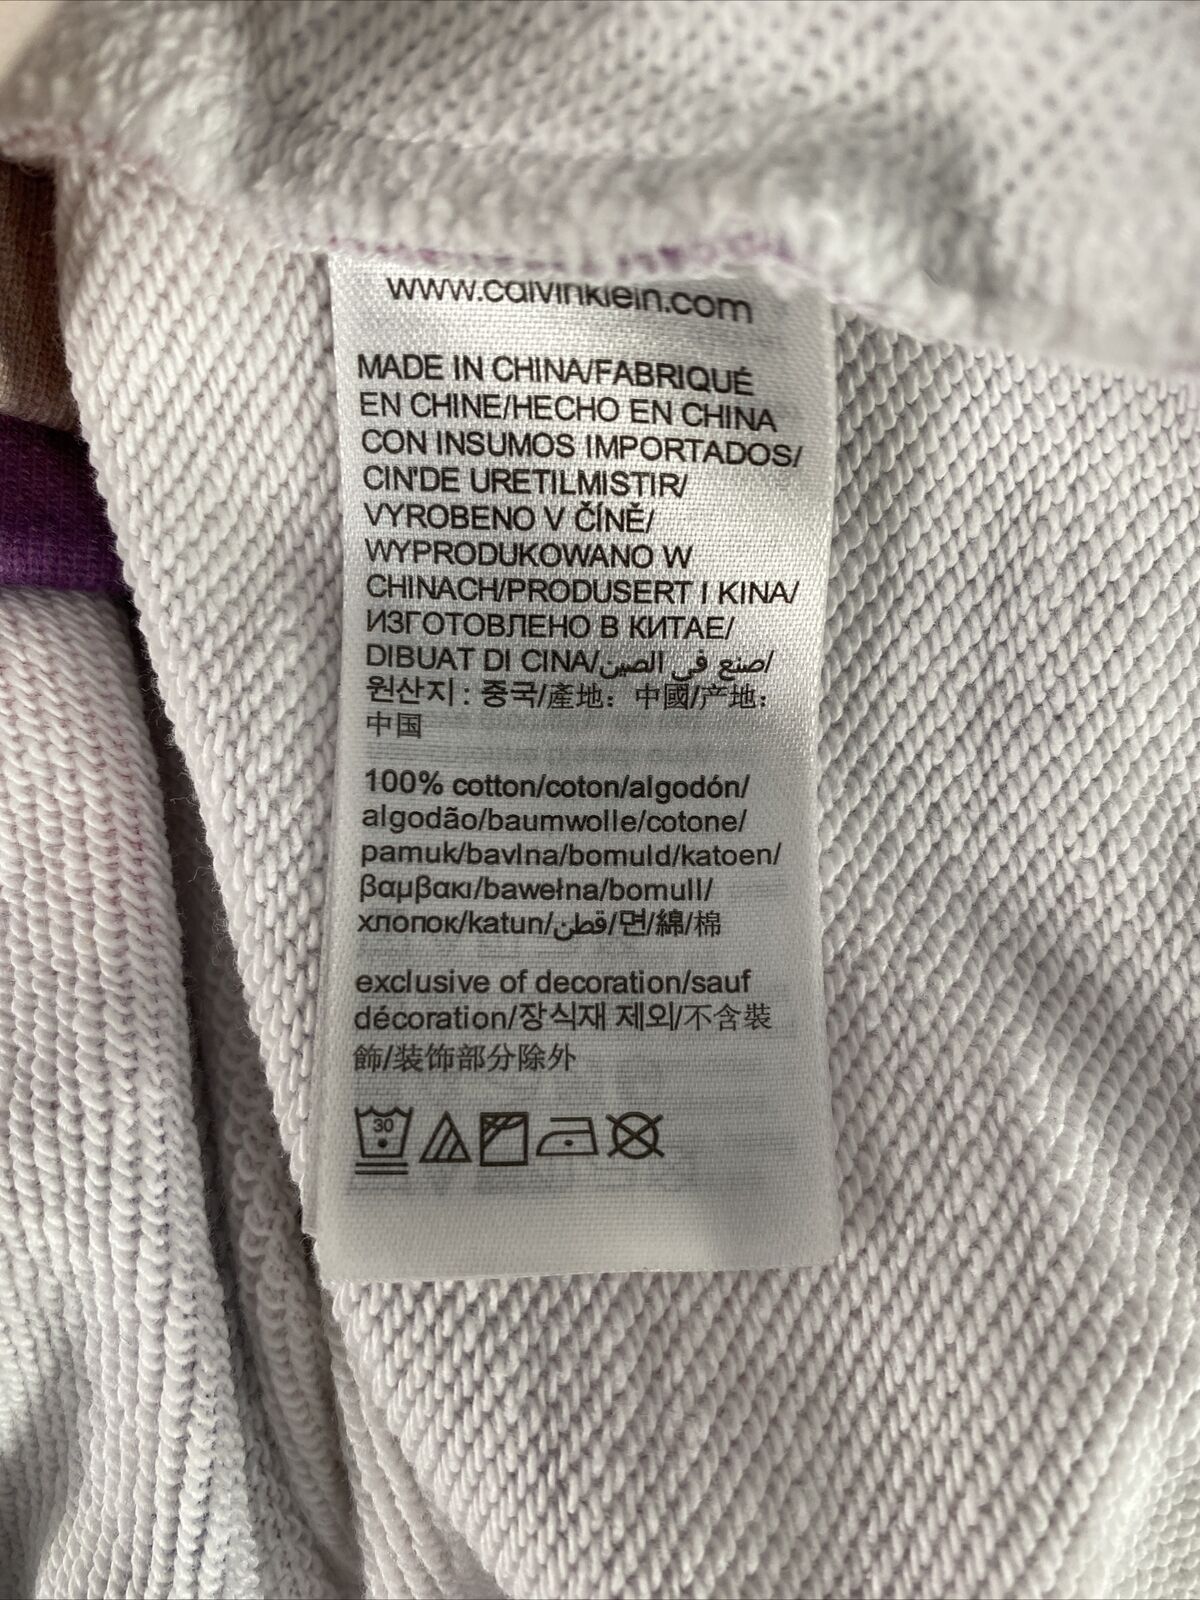 www.calvinklein.com
MADE IN CHINA/FABRIQUÉ
EN CHINE/HECHO EN CHINA
CON INSUMOS IMPORTADOS/
CIN'DE URETILMISTIR/
VYROBENO V ČÍNĚ/
WYPRODUKOWANO W
CHINACH/PRODUSERT I KINA/
ИЗГОТОВЛЕНО В КИТАЕ/
DIBUAT DI CINA/صنع في الصين/
원산지 : 중국/產地：中國/产地：
中国
100% cotton/coton/algodón/
algodão/baumwolle/cotone/
pamuk/bavlna/bomuld/katoen/
βαμβακι/bawełna/bomull/
хлопок/katun/قطن/면/綿/棉
exclusive of decoration/sauf
décoration/장식재 제외/不含裝
飾/装饰部分除外
30